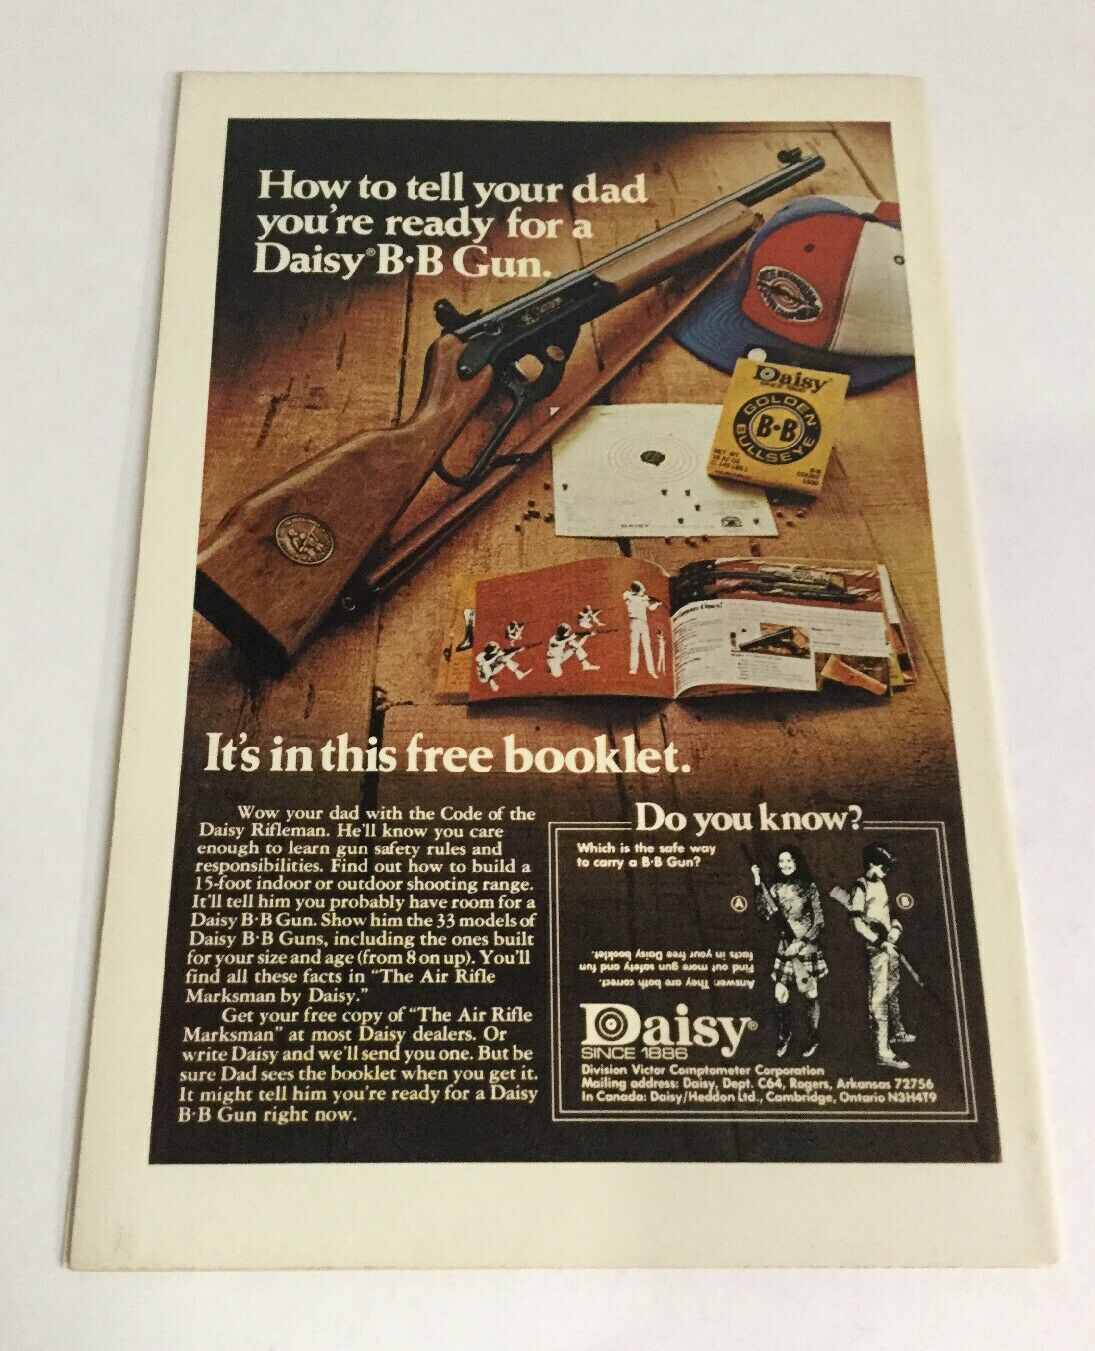 How to tell your dad
you're ready for a
Daisy® B·B Gun.
Daisy
GOLDEN
B·B
BULLSEYE
DAISY
It's in this free booklet.
Wow your dad with the Code of the
Daisy Rifleman. He'll know you care
enough to learn gun safety rules and
responsibilities. Find out how to build a
15-foot indoor or outdoor shooting range.
It'll tell him you probably have room for a
Daisy B·B Gun. Show him the 33 models of
Daisy B·B Guns, including the ones built
for your size and age (from 8 on up). You'll
find all these facts in "The Air Rifle
Marksman by Daisy."
Get your free copy of "The Air Rifle
Marksman" at most Daisy dealers. Or
write Daisy and we'll send you one. But be
sure Dad sees the booklet when you get it.
It might tell him you're ready for a Daisy
B·B Gun right now.
Do you know?
Which is the safe way
to carry a B·B Gun?
A
B
Answer: They are both correct.
Find out more gun safety and fun
facts in your free Daisy booklet.
Daisy®
SINCE 1886
Division Victor Comptometer Corporation
Mailing address: Daisy, Dept. C64, Rogers, Arkansas 72756
In Canada: Daisy/Heddon Ltd., Cambridge, Ontario N3H4T9